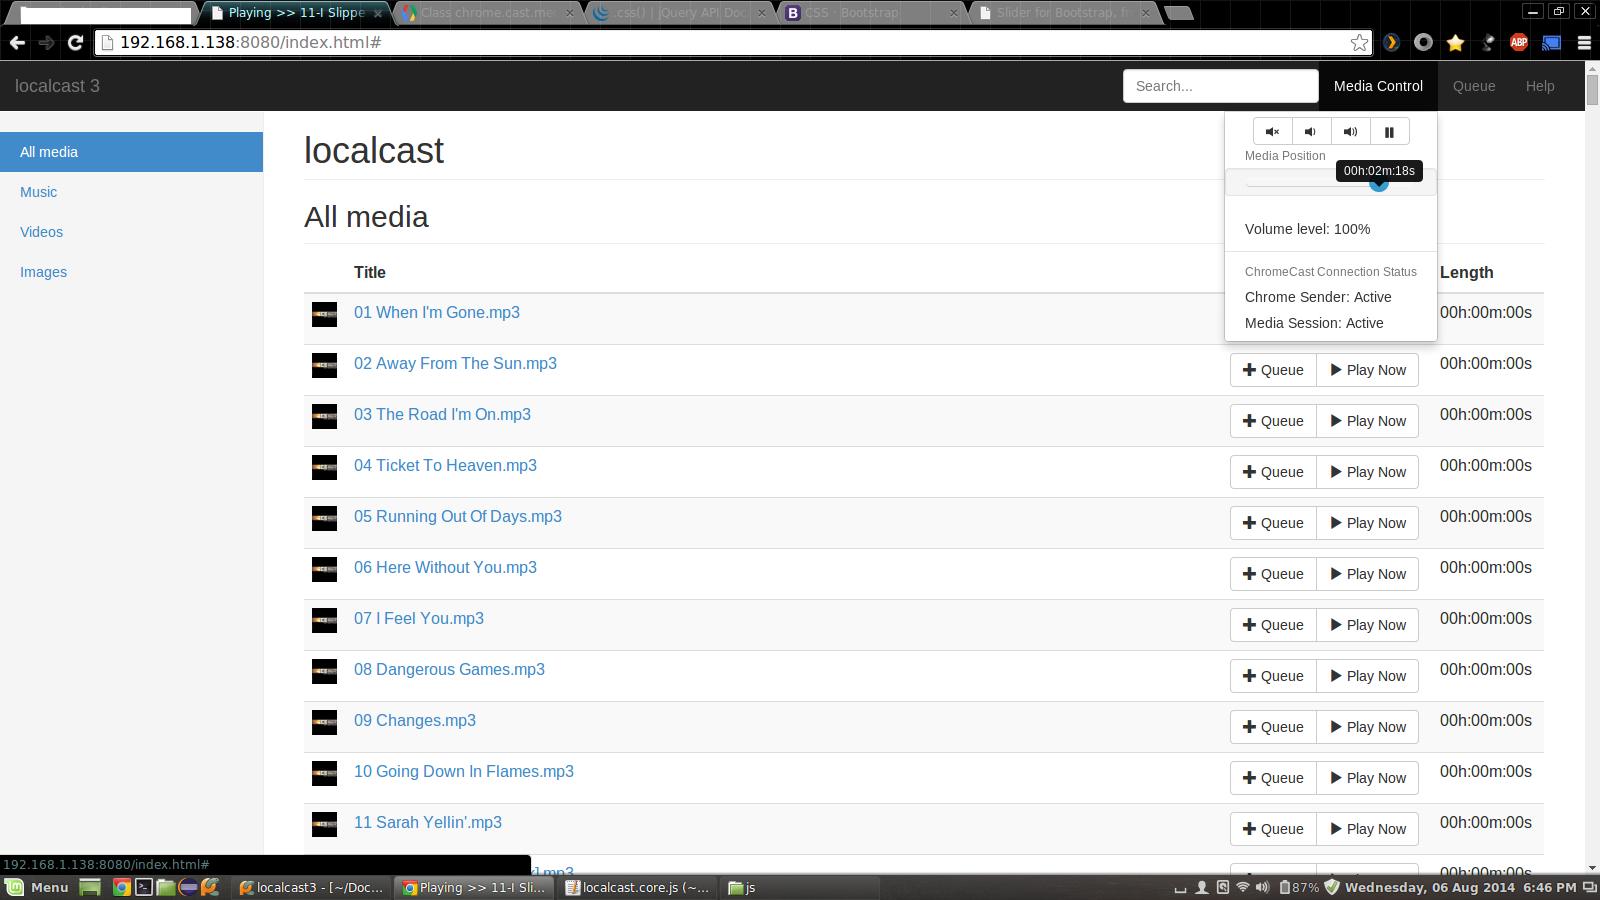 Playing >> 11-I Slippe
Class chrome.cast.me
.css() | jQuery API Doc
B CSS · Bootstrap
Slider for Bootstrap, fr
192.168.1.138:8080/index.html#
ABP
localcast 3
Search...
Media Control
Queue
Help
All media
Music
Videos
Images
localcast
All media
Media Position
00h:02m:18s
Volume level: 100%
ChromeCast Connection Status
Chrome Sender: Active
Media Session: Active
Title Length
01 When I'm Gone.mp3 00h:00m:00s
02 Away From The Sun.mp3 Queue Play Now 00h:00m:00s
03 The Road I'm On.mp3 Queue Play Now 00h:00m:00s
04 Ticket To Heaven.mp3 Queue Play Now 00h:00m:00s
05 Running Out Of Days.mp3 Queue Play Now 00h:00m:00s
06 Here Without You.mp3 Queue Play Now 00h:00m:00s
07 I Feel You.mp3 Queue Play Now 00h:00m:00s
08 Dangerous Games.mp3 Queue Play Now 00h:00m:00s
09 Changes.mp3 Queue Play Now 00h:00m:00s
10 Going Down In Flames.mp3 Queue Play Now 00h:00m:00s
11 Sarah Yellin'.mp3 Queue Play Now 00h:00m:00s
192.168.1.138:8080/index.html#
Menu
localcast3 - [~/Doc...
Playing >> 11-I Sli...
localcast.core.js (~...
js
87%
Wednesday, 06 Aug 2014 6:46 PM